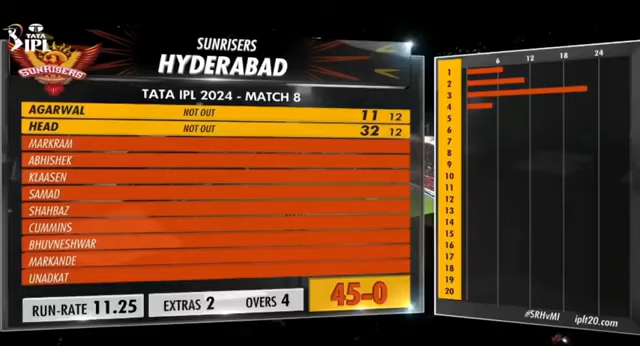 TATA
IPL
SUNRISERS
SUNRISERS
HYDERABAD
TATA IPL 2024 - MATCH 8
AGARWAL NOT OUT 11 12
HEAD NOT OUT 32 12
MARKRAM
ABHISHEK
KLAASEN
SAMAD
SHAHBAZ
CUMMINS
BHUVNESHWAR
MARKANDE
UNADKAT
RUN-RATE 11.25 EXTRAS 2 OVERS 4 45-0
6 12 18 24
1
2
3
4
5
6
7
8
9
10
11
12
13
14
15
16
17
18
19
20
#SRHvMI iplt20.com